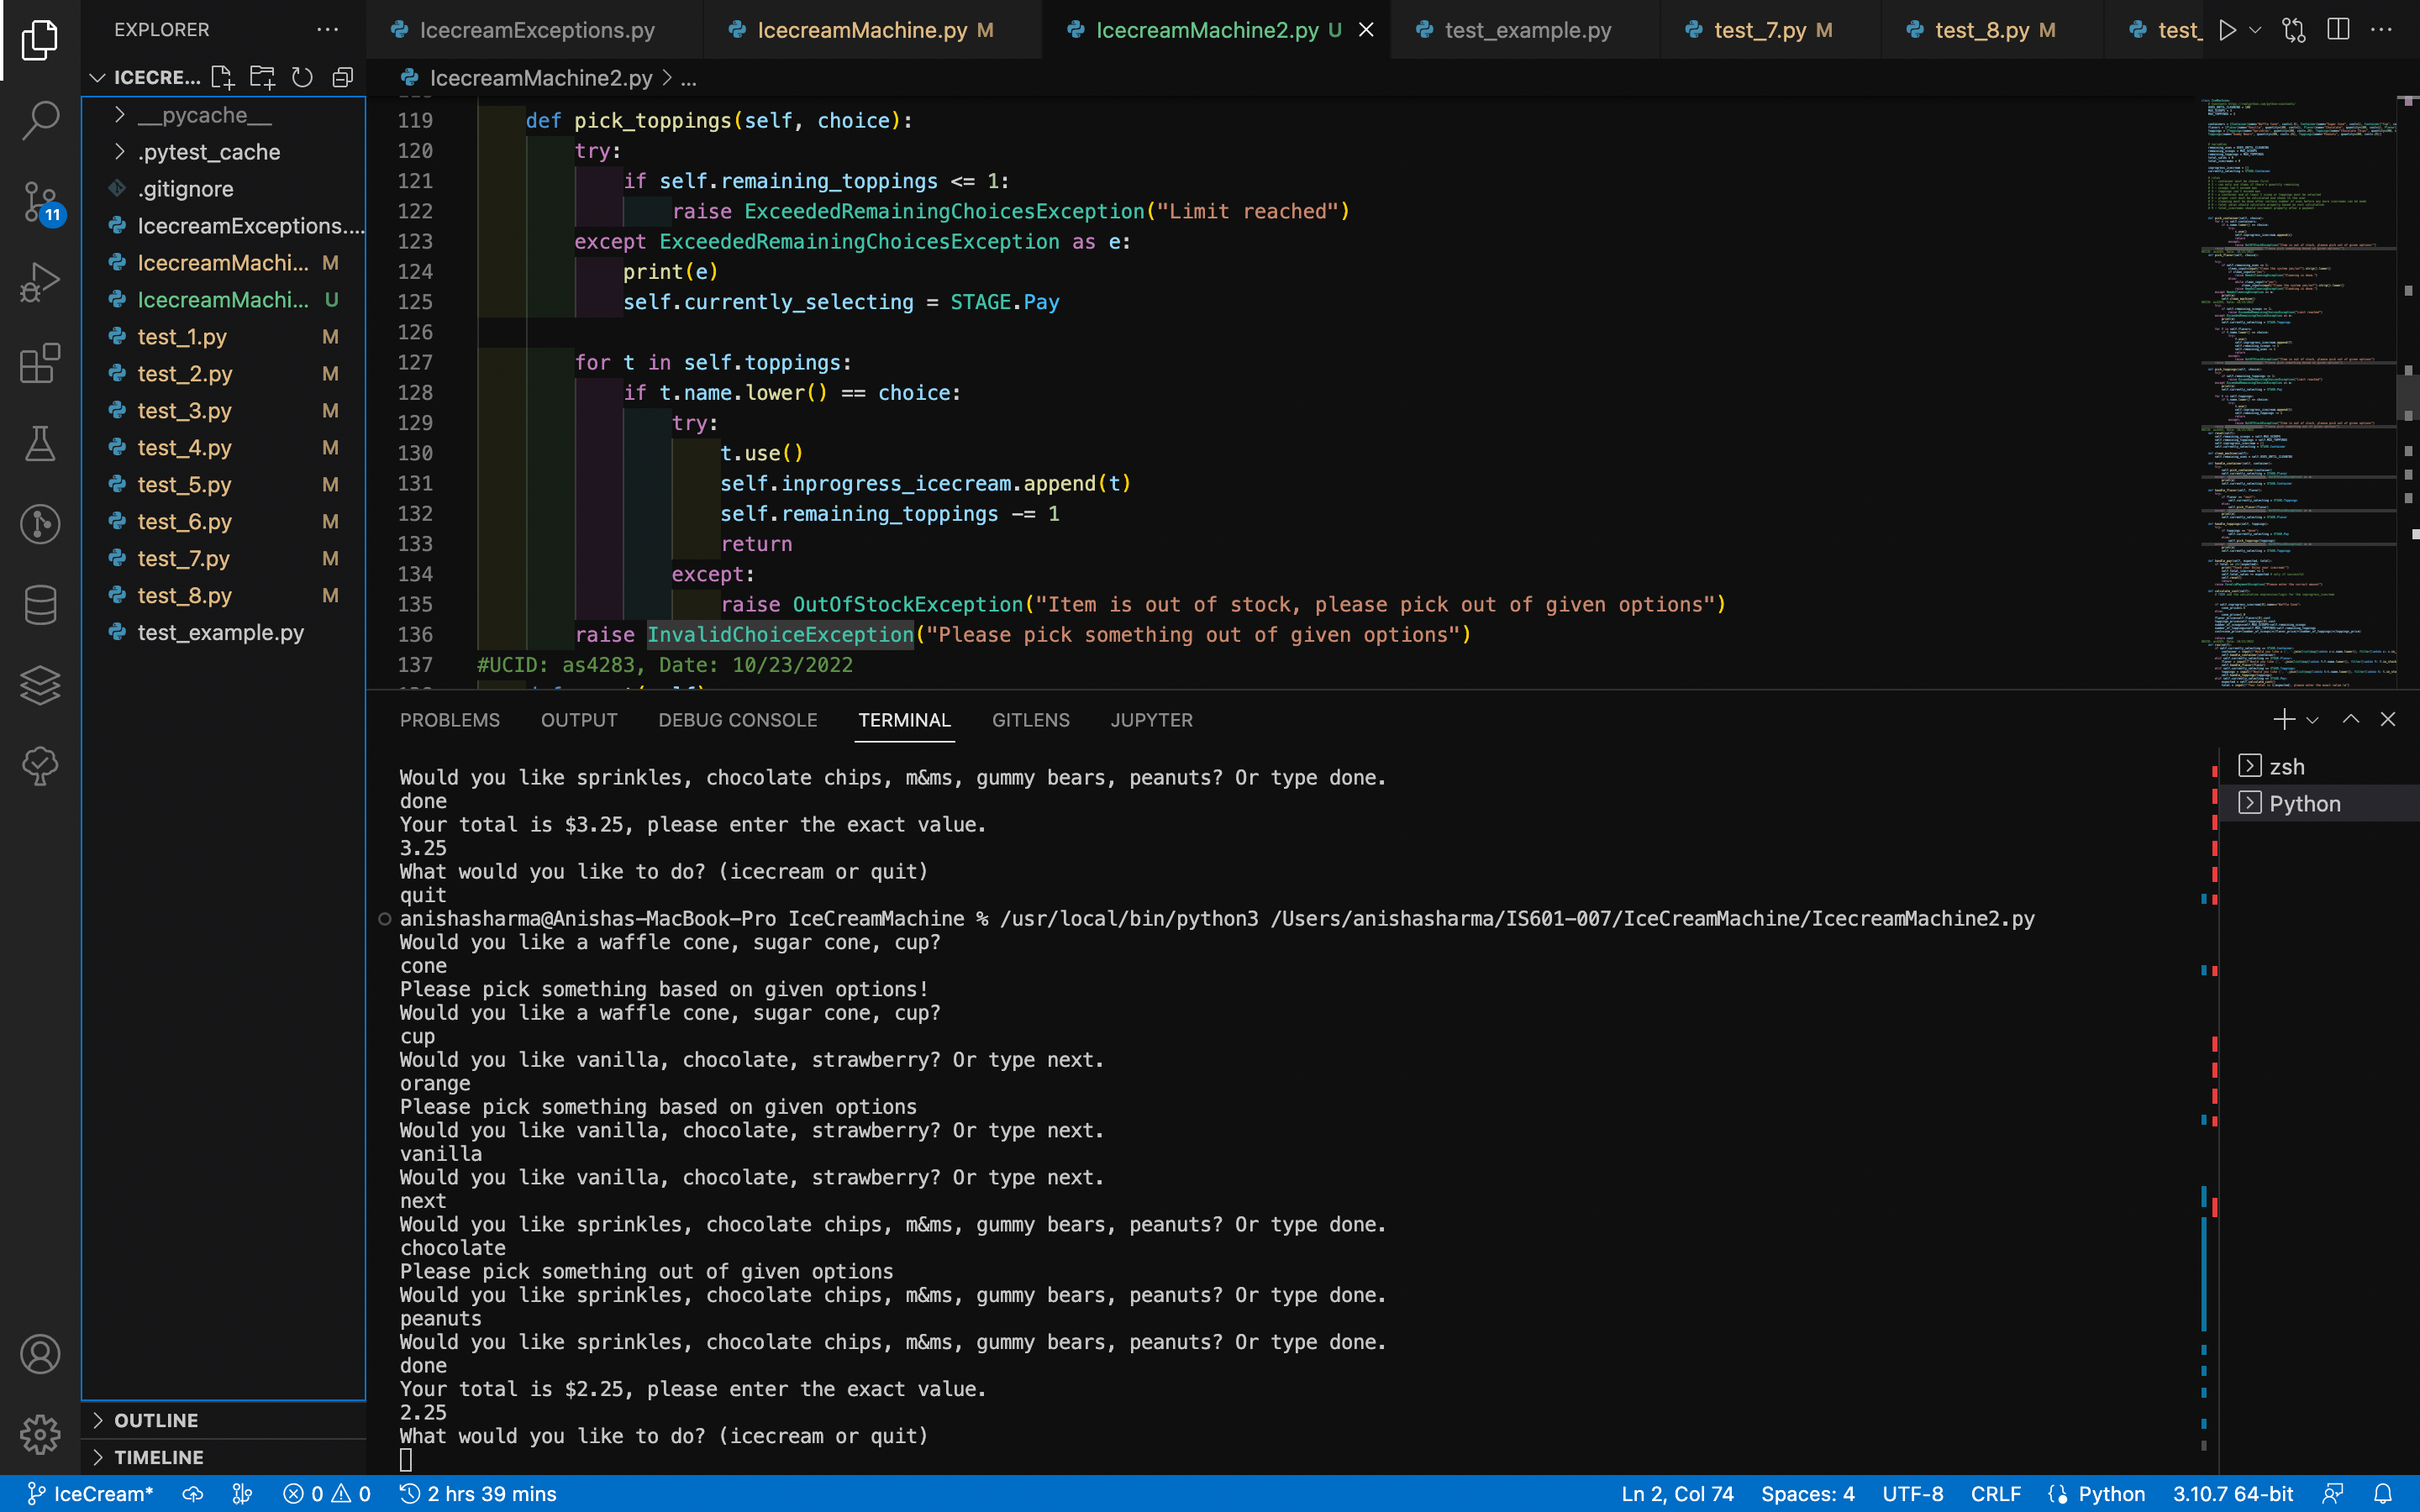 EXPLORER ···
IcecreamExceptions.py
IcecreamMachine.py M
IcecreamMachine2.py U
test_example.py
test_7.py M
test_8.py M
test_
ICECRE...
IcecreamMachine2.py > ...
__pycache__
.pytest_cache
.gitignore
IcecreamExceptions....
IcecreamMachi... M
IcecreamMachi... U
test_1.py M
test_2.py M
test_3.py M
test_4.py M
test_5.py M
test_6.py M
test_7.py M
test_8.py M
test_example.py
11
OUTLINE
TIMELINE
119 def pick_toppings(self, choice):
120 try:
121 if self.remaining_toppings <= 1:
122 raise ExceededRemainingChoicesException("Limit reached")
123 except ExceededRemainingChoicesException as e:
124 print(e)
125 self.currently_selecting = STAGE.Pay
126
127 for t in self.toppings:
128 if t.name.lower() == choice:
129 try:
130 t.use()
131 self.inprogress_icecream.append(t)
132 self.remaining_toppings -= 1
133 return
134 except:
135 raise OutOfStockException("Item is out of stock, please pick out of given options")
136 raise InvalidChoiceException("Please pick something out of given options")
137 #UCID: as4283, Date: 10/23/2022
PROBLEMS OUTPUT DEBUG CONSOLE TERMINAL GITLENS JUPYTER
zsh
Python
Would you like sprinkles, chocolate chips, m&ms, gummy bears, peanuts? Or type done.
done
Your total is $3.25, please enter the exact value.
3.25
What would you like to do? (icecream or quit)
quit
anishasharma@Anishas-MacBook-Pro IceCreamMachine % /usr/local/bin/python3 /Users/anishasharma/IS601-007/IceCreamMachine/IcecreamMachine2.py
Would you like a waffle cone, sugar cone, cup?
cone
Please pick something based on given options!
Would you like a waffle cone, sugar cone, cup?
cup
Would you like vanilla, chocolate, strawberry? Or type next.
orange
Please pick something based on given options
Would you like vanilla, chocolate, strawberry? Or type next.
vanilla
Would you like vanilla, chocolate, strawberry? Or type next.
next
Would you like sprinkles, chocolate chips, m&ms, gummy bears, peanuts? Or type done.
chocolate
Please pick something out of given options
Would you like sprinkles, chocolate chips, m&ms, gummy bears, peanuts? Or type done.
peanuts
Would you like sprinkles, chocolate chips, m&ms, gummy bears, peanuts? Or type done.
done
Your total is $2.25, please enter the exact value.
2.25
What would you like to do? (icecream or quit)
IceCream* 0 0 2 hrs 39 mins Ln 2, Col 74 Spaces: 4 UTF-8 CRLF Python 3.10.7 64-bit